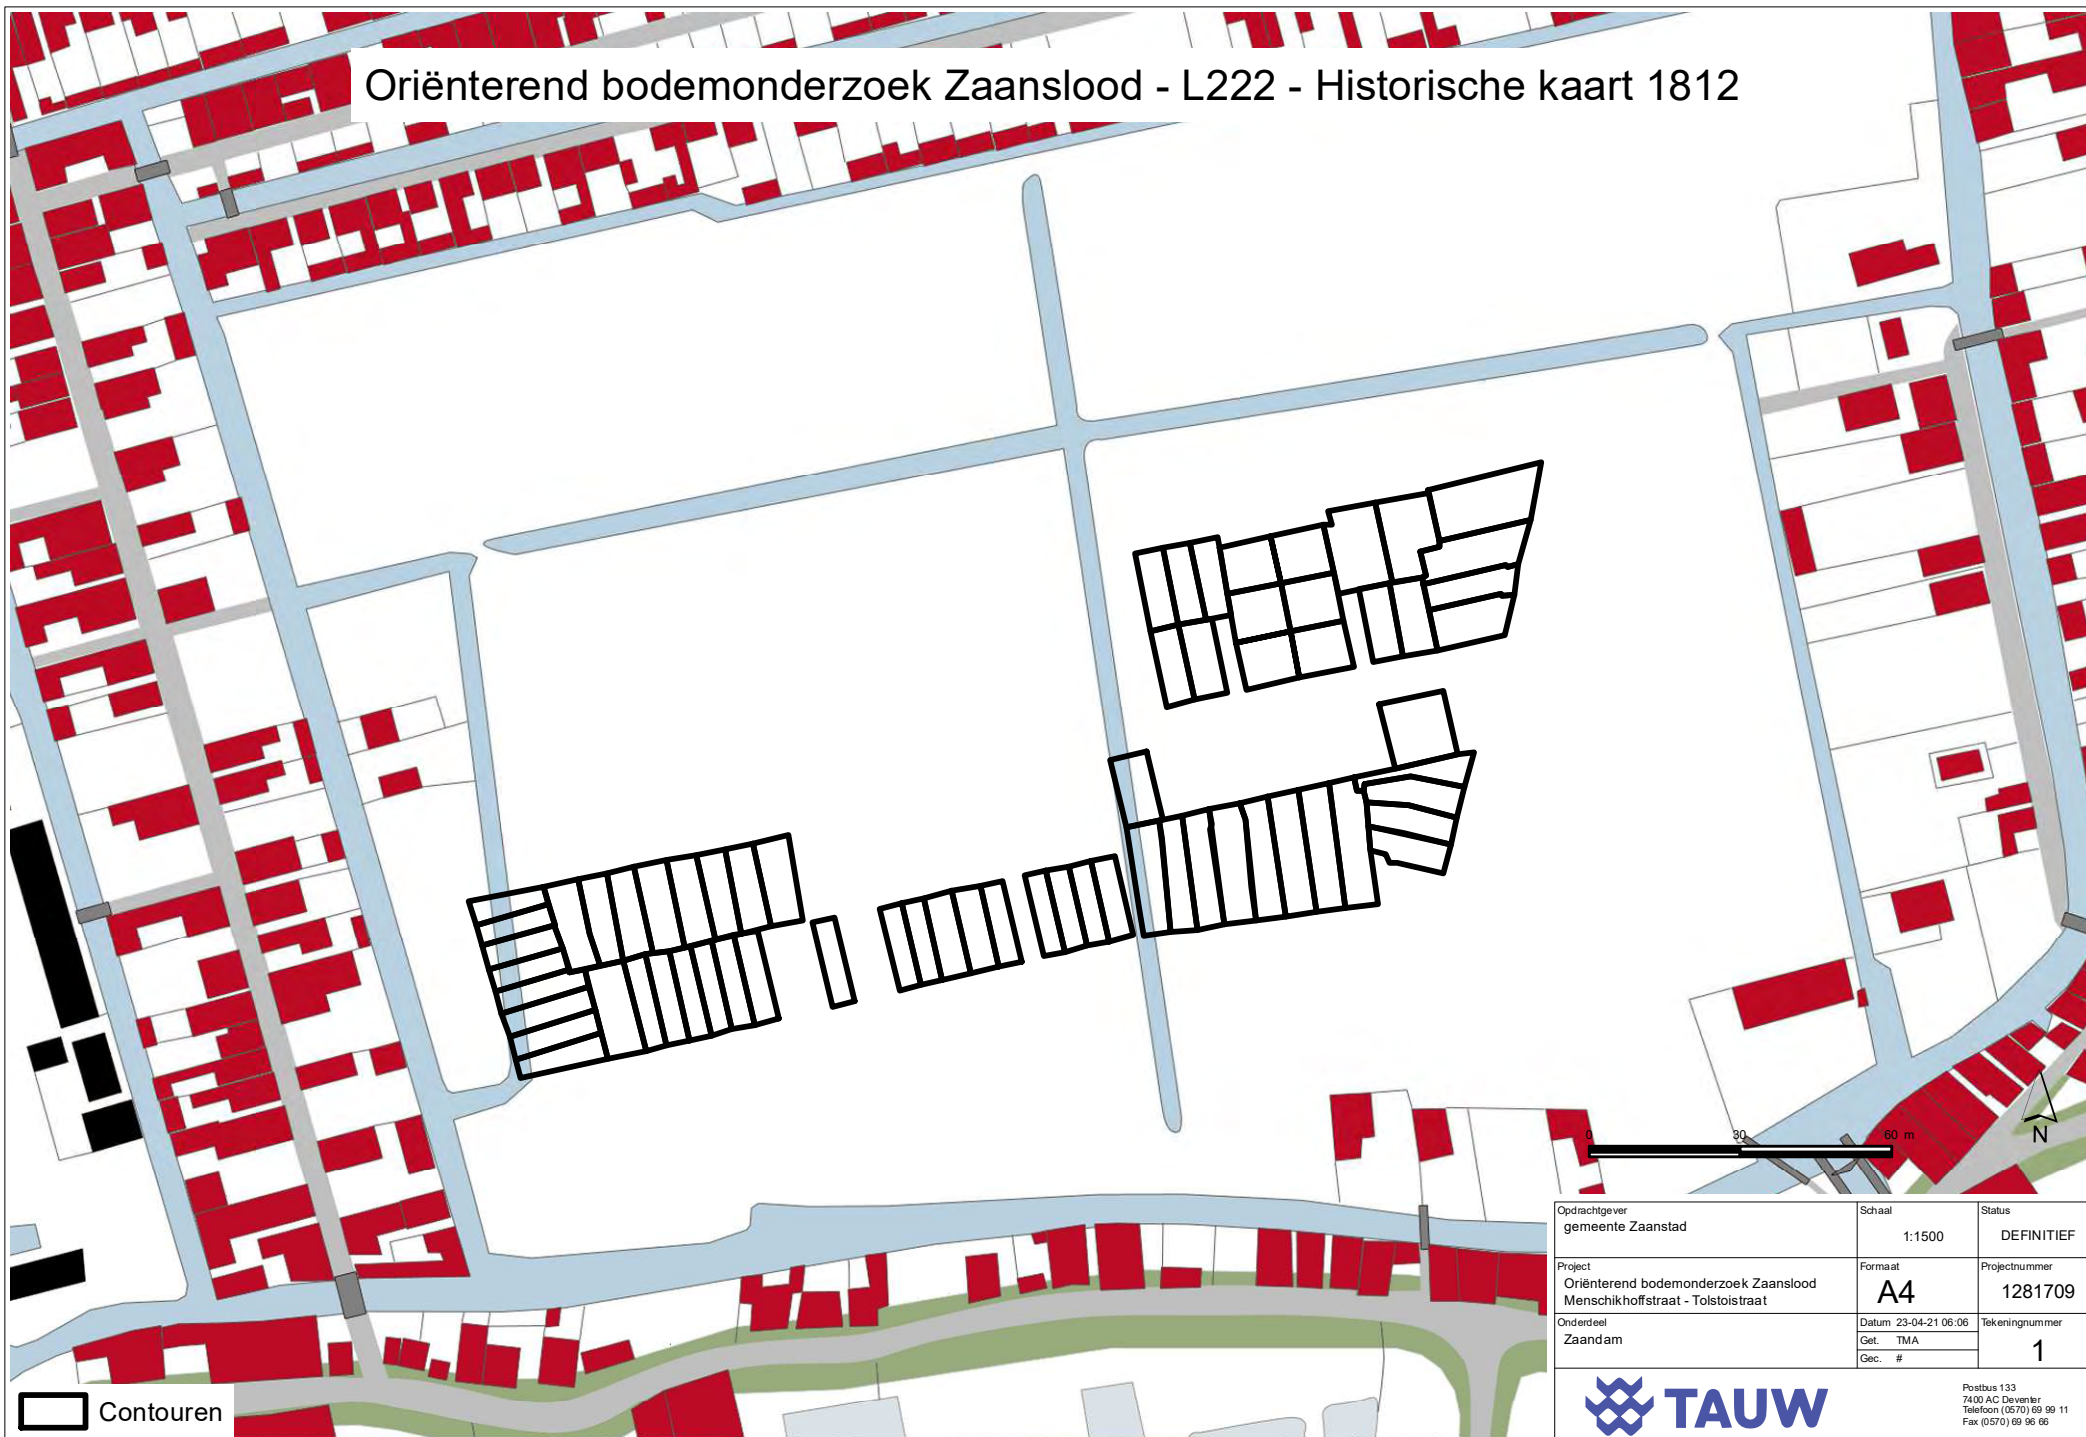 Oriënterend bodemonderzoek Zaanslood - L222 - Historische kaart 1812
0 30 60 m
N
Opdrachtgever
gemeente Zaanstad
Schaal
1:1500
Status
DEFINITIEF
Project
Oriënterend bodemonderzoek Zaanslood
Menschikhoffstraat - Tolstoistraat
Formaat
A4
Projectnummer
1281709
Onderdeel
Zaandam
Datum 23-04-21 06:06
Get. TMA
Gec. #
Tekeningnummer
1
TAUW
Postbus 133
7400 AC Deventer
Telefoon (0570) 69 99 11
Fax (0570) 69 96 66
Contouren